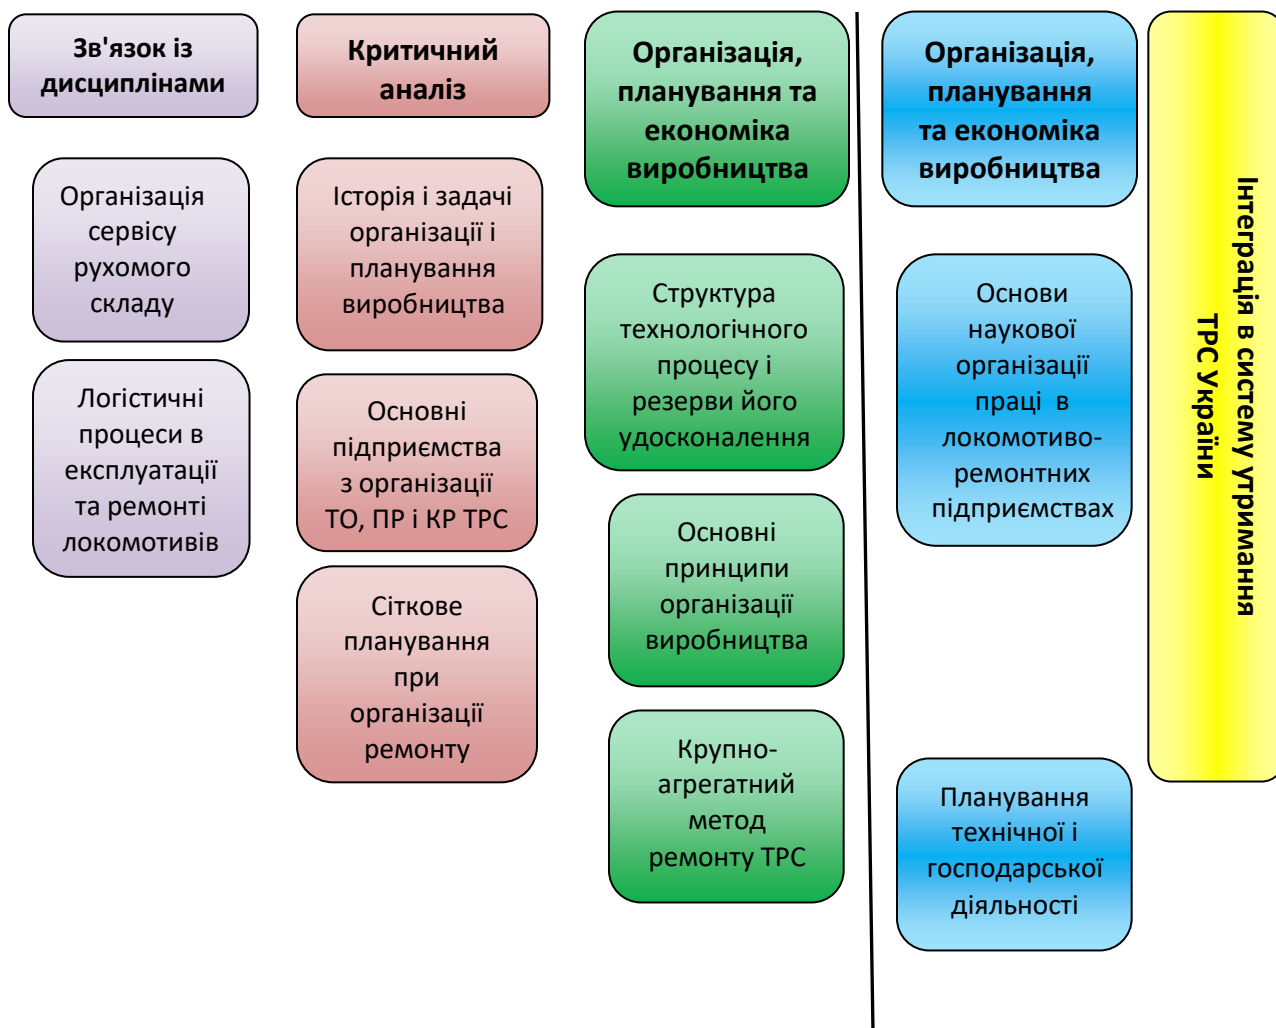 Зв'язок із
дисциплінами
Організація
сервісу
рухомого
складу
Логістичні
процеси в
експлуатації
та ремонті
локомотивів
Критичний
аналіз
Історія і задачі
організації і
планування
виробництва
Основні
підприємства
з організації
ТО, ПР і КР ТРС
Сіткове
планування
при
організації
ремонту
Організація,
планування та
економіка
виробництва
Структура
технологічного
процесу і
резерви його
удосконалення
Основні
принципи
організації
виробництва
Крупно-
агрегатний
метод
ремонту ТРС
Організація,
планування
та економіка
виробництва
Основи
наукової
організації
праці в
локомотиво-
ремонтних
підприємствах
Планування
технічної і
господарської
діяльності
Інтеграція в систему утримання
ТРС України